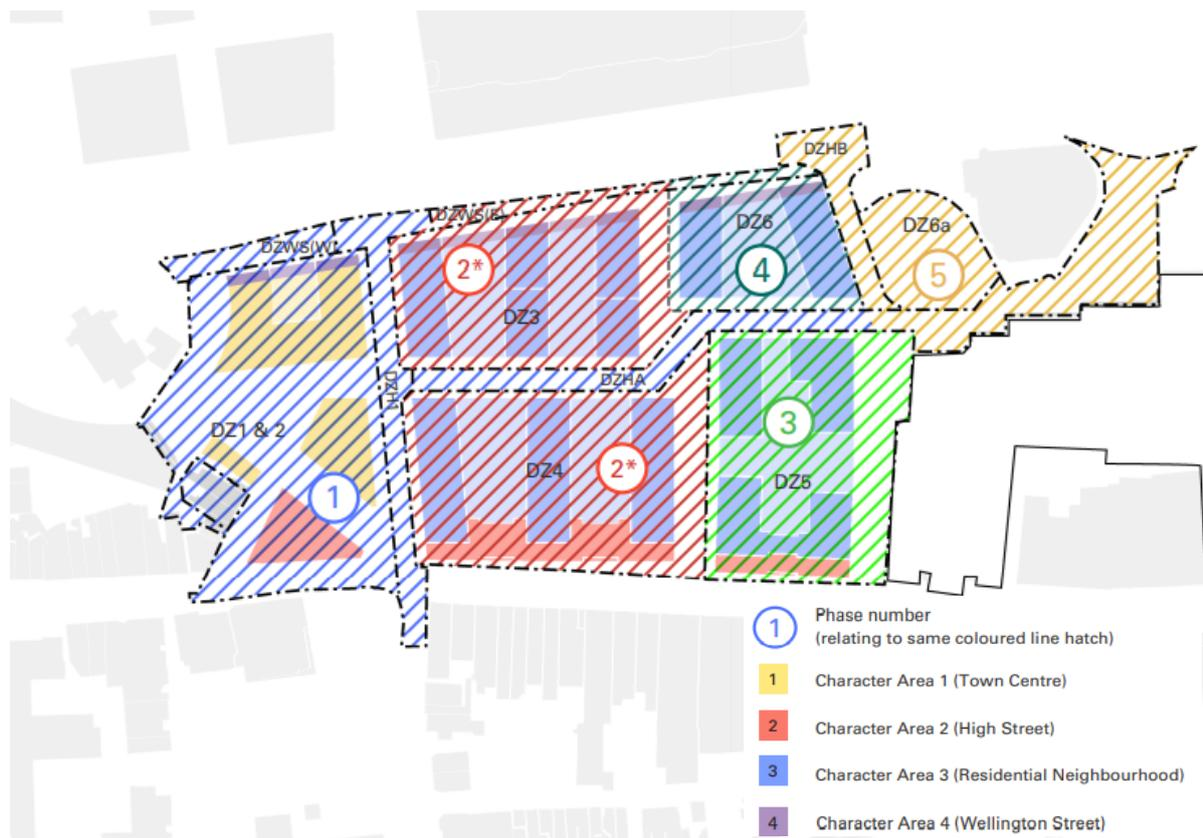 DZHB
DZWS(E)
DZ6
DZ6a
DZWS(W)
2*
4
5
DZ3
DZHA
DZH1
3
DZ1 & 2
DZ4
2*
DZ5
1
1
Phase number
(relating to same coloured line hatch)
1
Character Area 1 (Town Centre)
2
Character Area 2 (High Street)
3
Character Area 3 (Residential Neighbourhood)
4
Character Area 4 (Wellington Street)